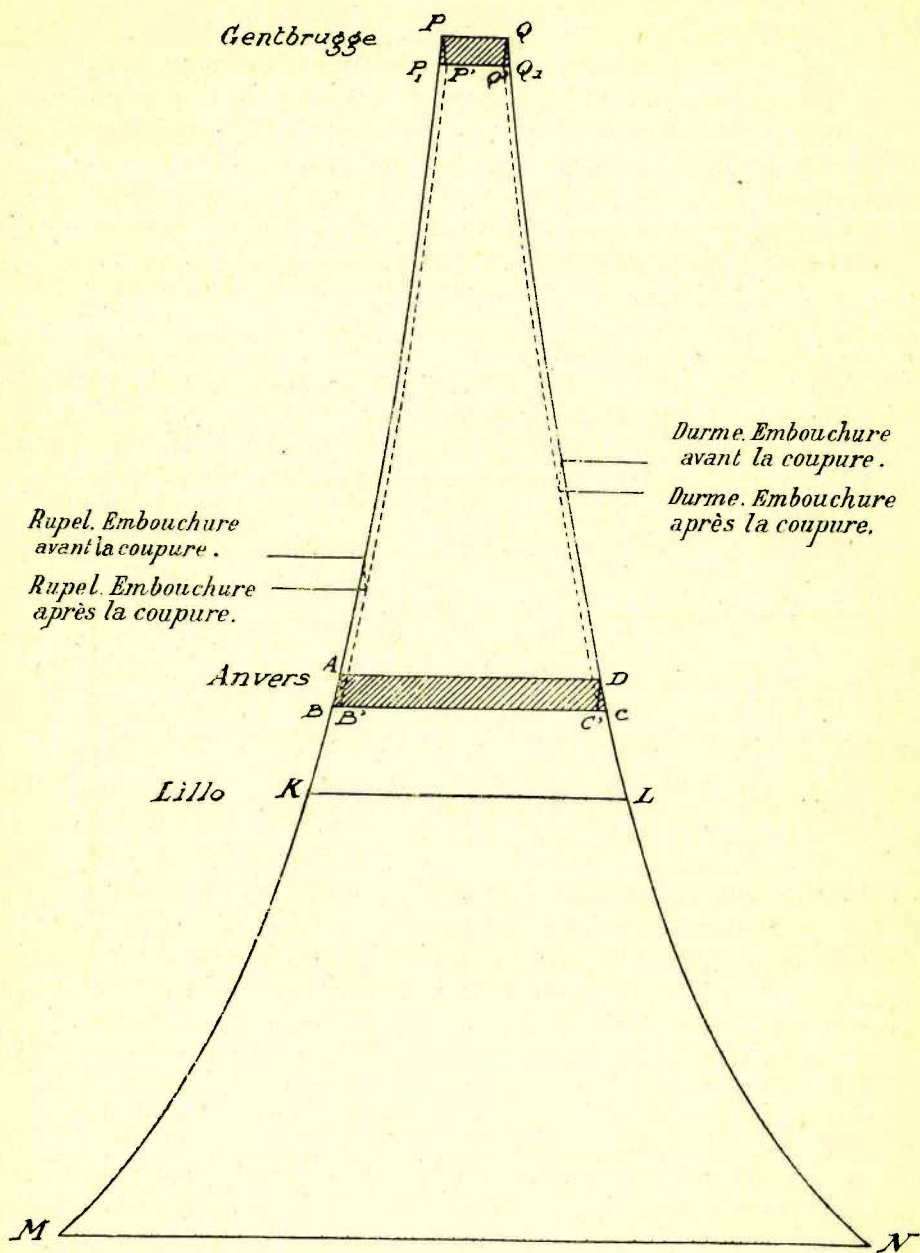 Gentbrugge P Q
P₁ P' Q' Q₁
Durme. Embouchure
avant la coupure.
Durme. Embouchure
après la coupure.
Rupel. Embouchure
avant la coupure.
Rupel. Embouchure
après la coupure.
Anvers A D
B B' C' C
Lillo K L
M N